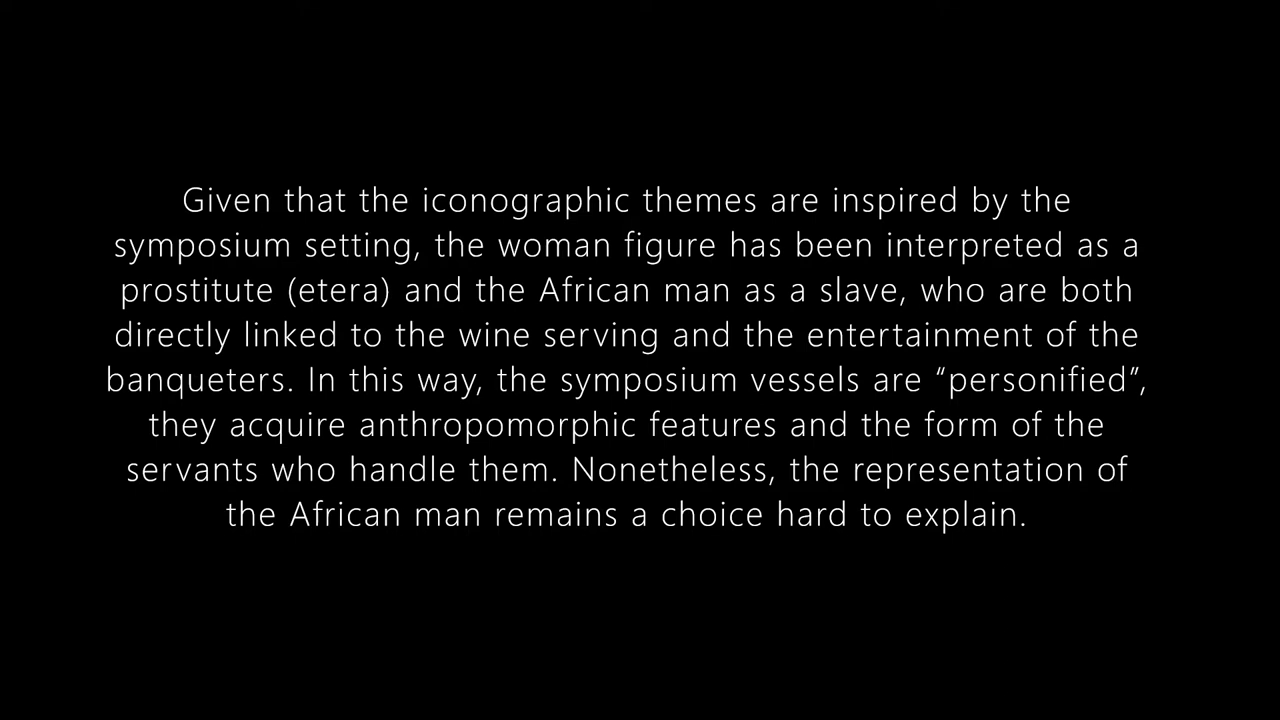 Given that the iconographic themes are inspired by the
symposium setting, the woman figure has been interpreted as a
prostitute (etera) and the African man as a slave, who are both
directly linked to the wine serving and the entertainment of the
banqueters. In this way, the symposium vessels are “personified”,
they acquire anthropomorphic features and the form of the
servants who handle them. Nonetheless, the representation of
the African man remains a choice hard to explain.